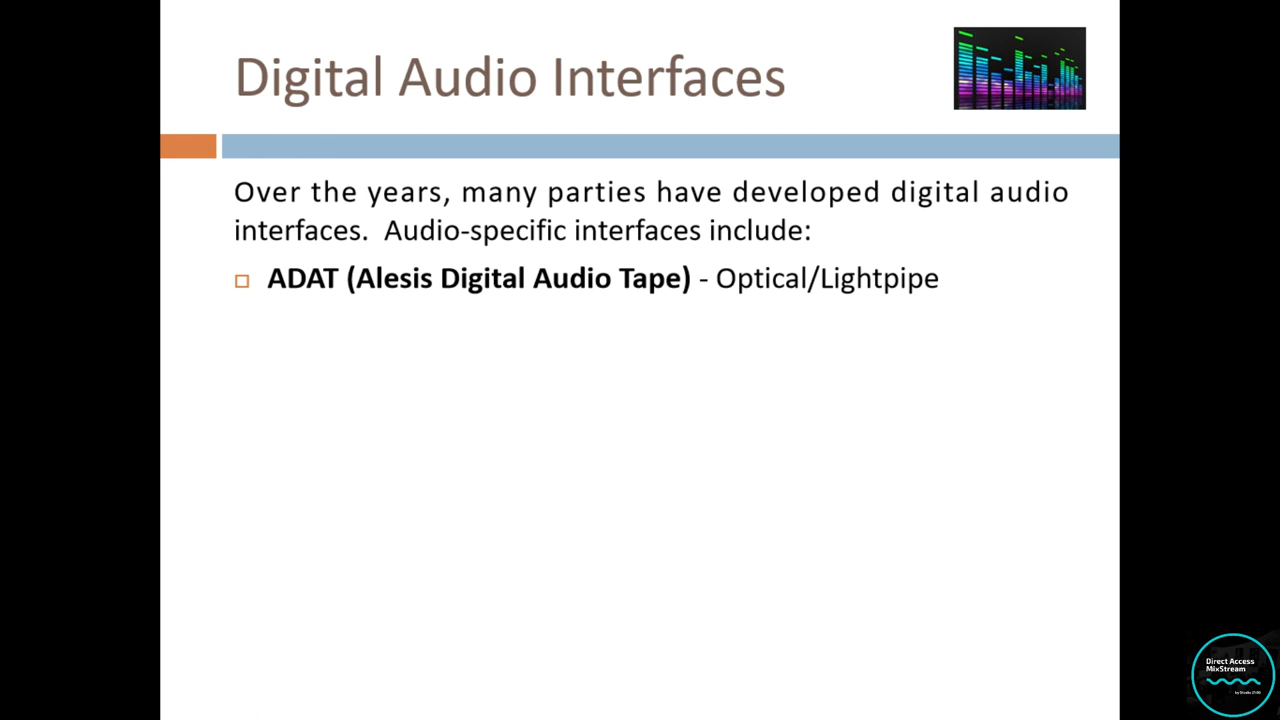 Digital Audio Interfaces
Over the years, many parties have developed digital audio
interfaces. Audio-specific interfaces include:
ADAT (Alesis Digital Audio Tape) - Optical/Lightpipe
Direct Access
MixStream